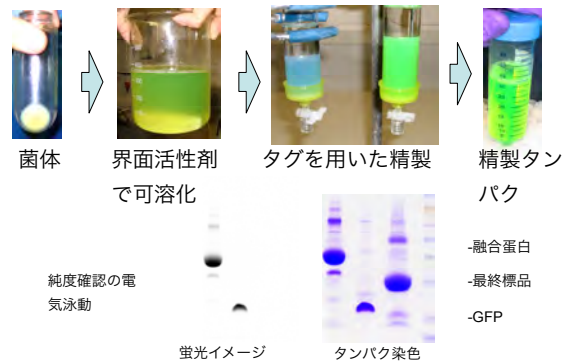 菌体
界面活性剤
で可溶化
タグを用いた精製
精製タン
パク
純度確認の電
気泳動
-融合蛋白
-最終標品
-GFP
蛍光イメージ
タンパク染色